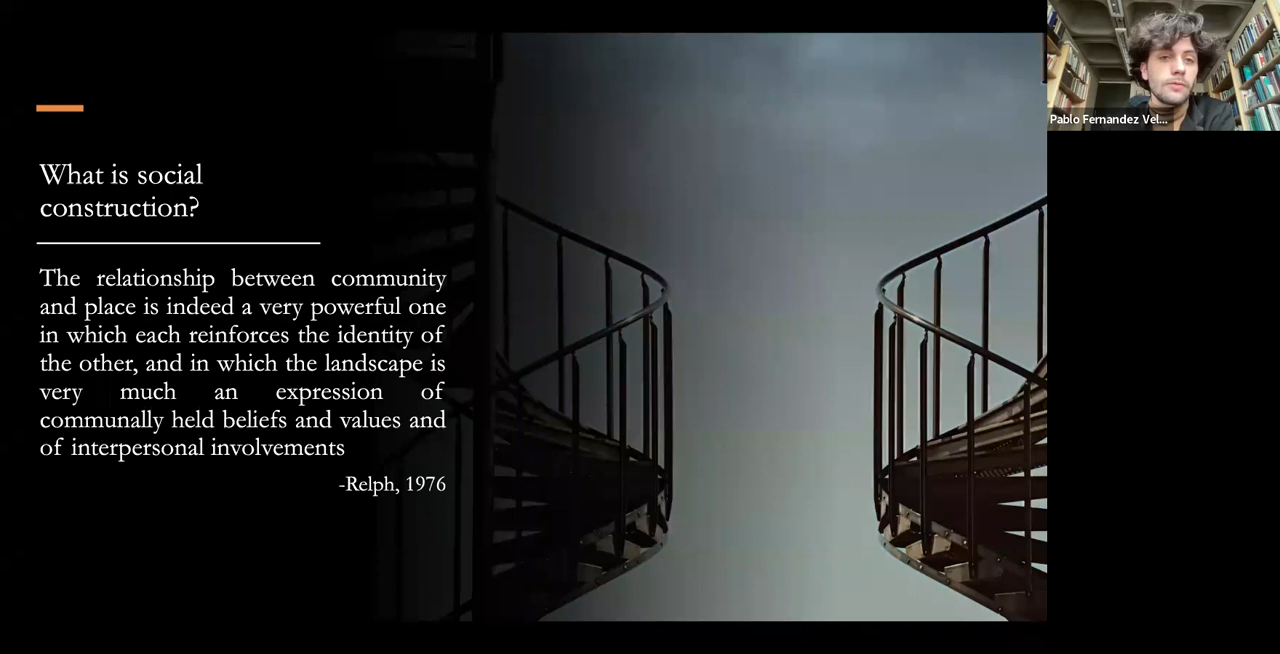 What is social
construction?
The relationship between community
and place is indeed a very powerful one
in which each reinforces the identity of
the other, and in which the landscape is
very much an expression of
communally held beliefs and values and
of interpersonal involvements
-Relph, 1976
Pablo Fernandez Vel...